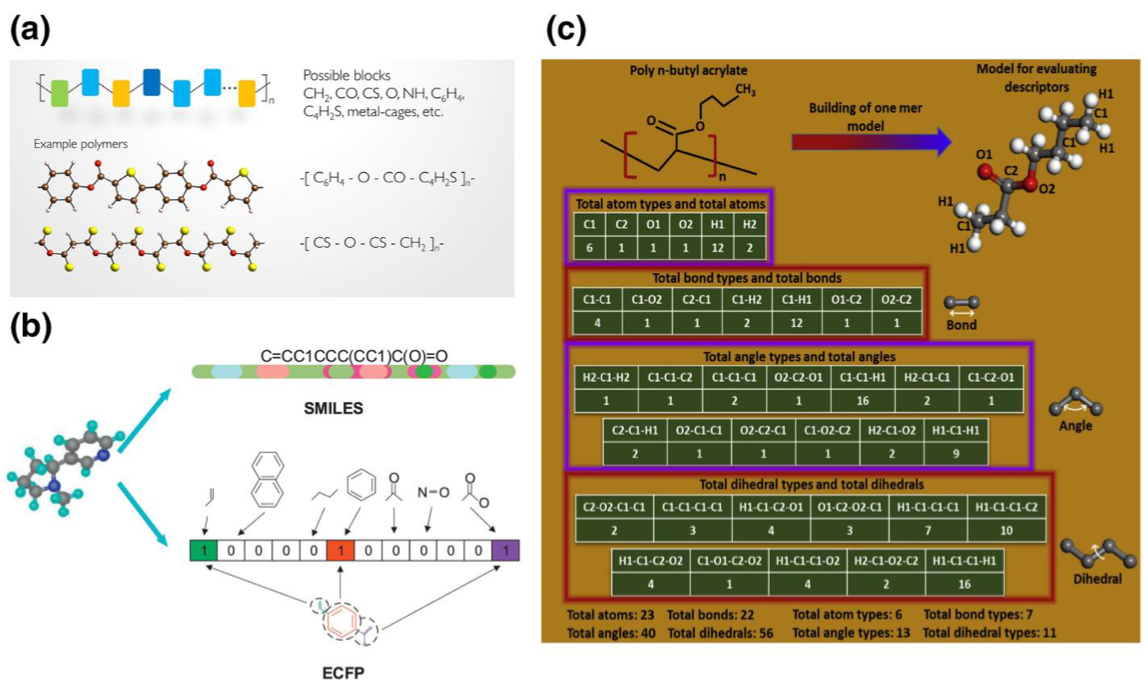 (a)
Possible blocks
CH2, CO, CS, O, NH, C6H4,
C4H2S, metal-cages, etc.
n
Example polymers
-[ C6H4 - O - CO - C4H2S ]n-
-[ CS - O - CS - CH2 ]n-
(b)
C=CC1CCC(CC1)C(O)=O
SMILES
N=O
O
O
O
1 0 0 0 0 1 0 0 0 0 0 1
ECFP
(c)
Poly n-butyl acrylate
CH3
O
O
n
Building of one mer
model
Model for evaluating
descriptors
H1
C1
H1
C1
O1
C2
O2
H1
C1
H1
Total atom types and total atoms
C1 C2 O1 O2 H1 H2
6 1 1 1 12 2
Total bond types and total bonds
C1-C1 C1-O2 C2-C1 C1-H2 C1-H1 O1-C2 O2-C2
4 1 1 2 12 1 1
Bond
Total angle types and total angles
H2-C1-H2 C1-C1-C2 C1-C1-C1 O2-C2-O1 C1-C1-H1 H2-C1-C1 C1-C2-O1
1 1 2 1 16 2 1
C2-C1-H1 O2-C1-C1 O2-C2-C1 C1-O2-C2 H2-C1-O2 H1-C1-H1
2 1 1 1 2 9
Angle
Total dihedral types and total dihedrals
C2-O2-C1-C1 C1-C1-C1-C1 H1-C1-C2-O1 O1-C2-O2-C1 H1-C1-C1-C1 H1-C1-C1-C2
2 3 4 3 7 10
H1-C1-C2-O2 C1-O1-C2-O2 H1-C1-C1-O2 H2-C1-O2-C2 H1-C1-C1-H1
4 1 4 2 16
Dihedral
Total atoms: 23 Total bonds: 22 Total atom types: 6 Total bond types: 7
Total angles: 40 Total dihedrals: 56 Total angle types: 13 Total dihedral types: 11